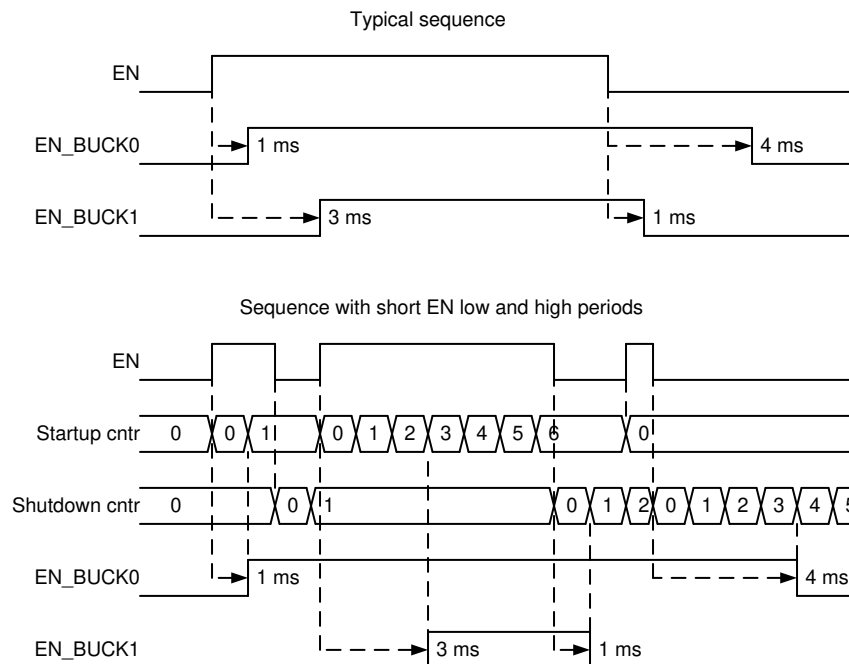 Typical sequence
EN
EN_BUCK0 1 ms 4 ms
EN_BUCK1 3 ms 1 ms
Sequence with short EN low and high periods
EN
Startup cntr 0 0 1 0 1 2 3 4 5 6 0
Shutdown cntr 0 0 1 0 1 2 0 1 2 3 4 5
EN_BUCK0 1 ms 4 ms
EN_BUCK1 3 ms 1 ms